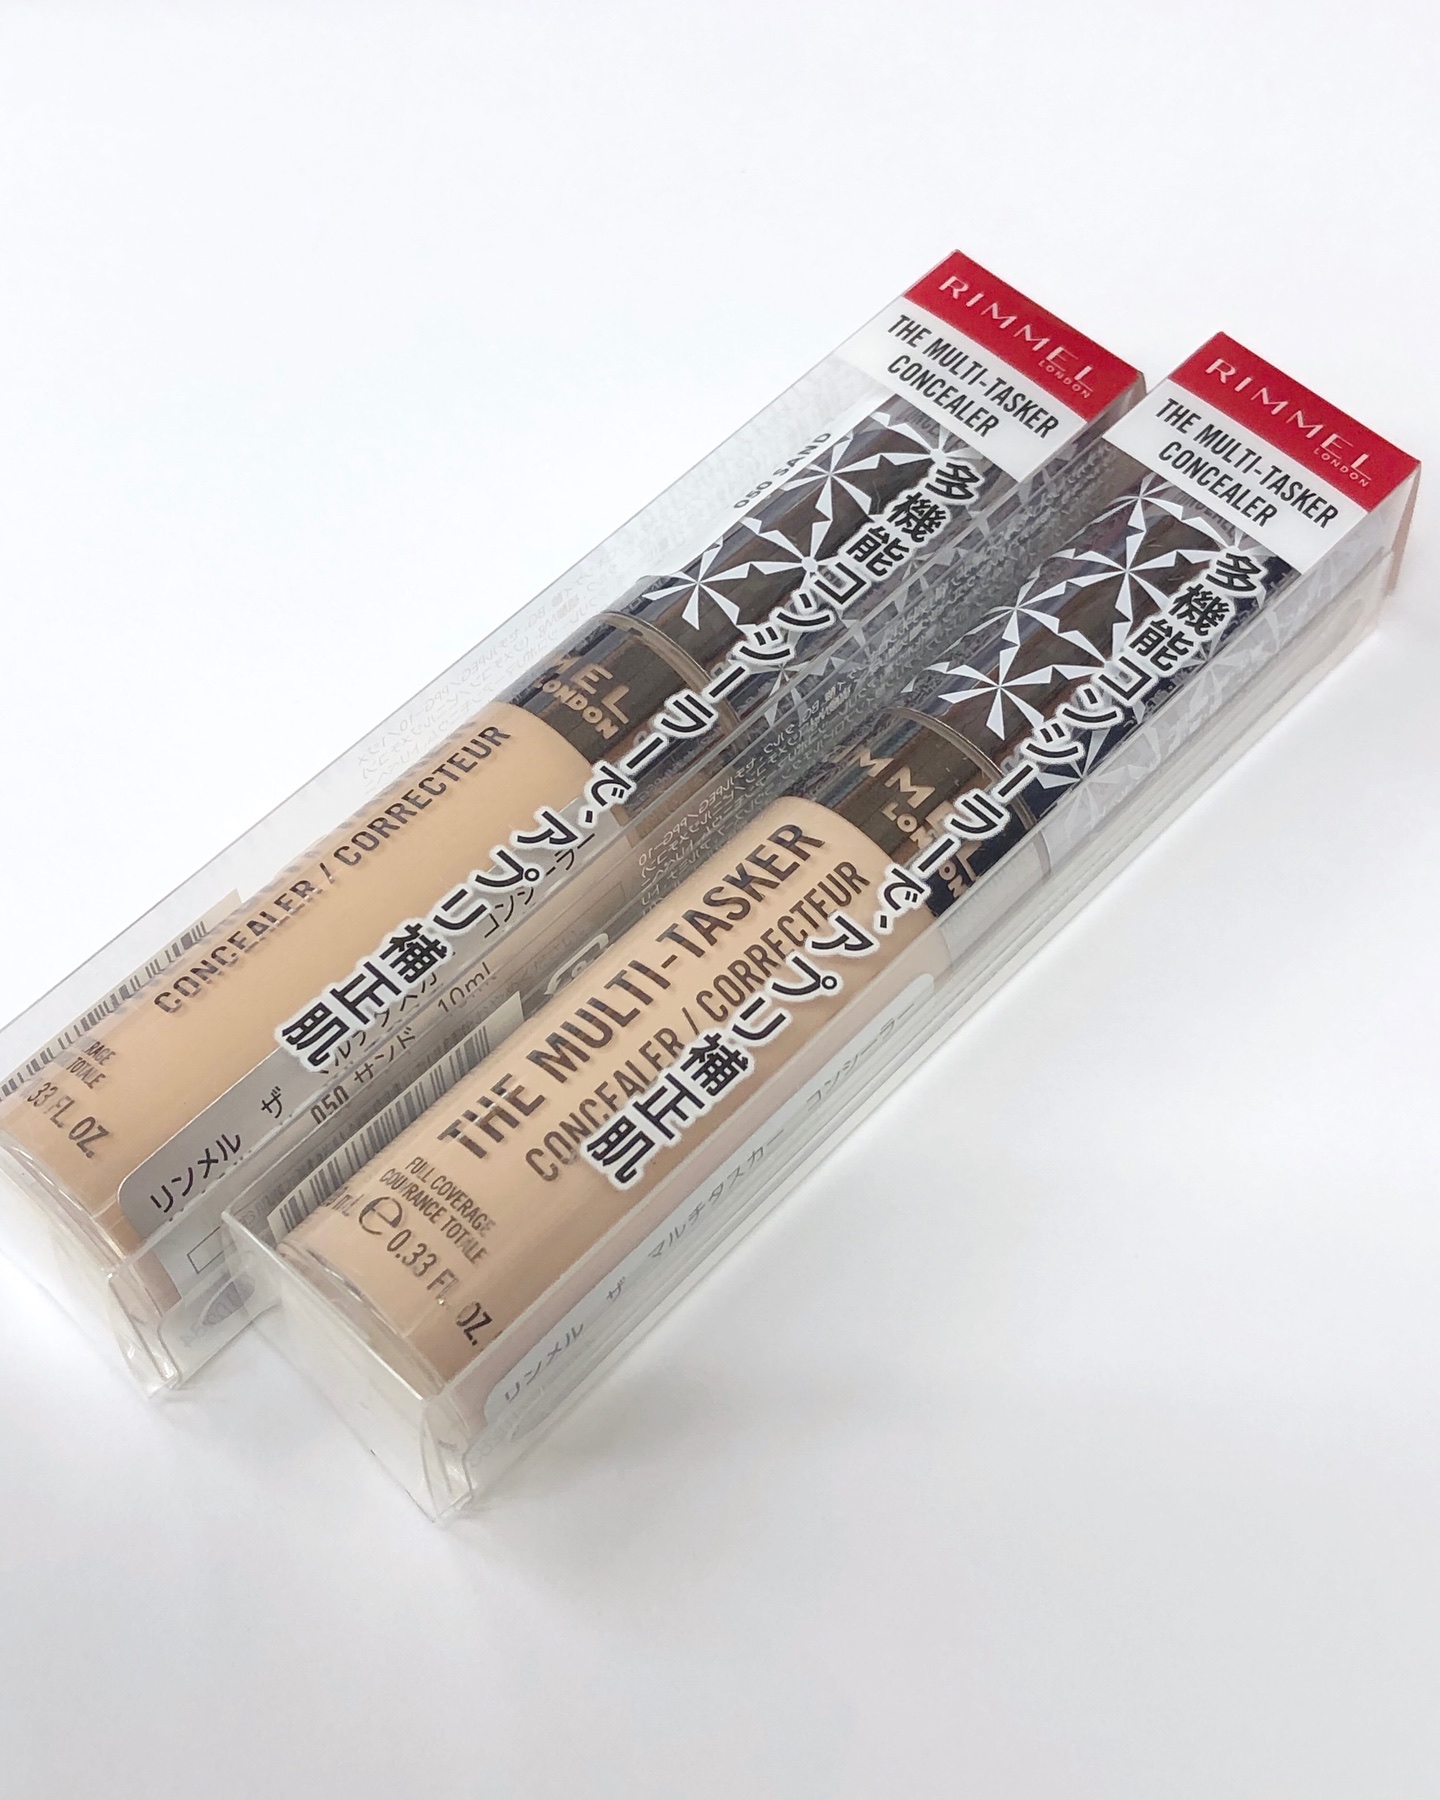 RIMMEL
LONDON
THE MULTI-TASKER
CONCEALER
050 SAND
多機能コンシーラーで、アプリ補正肌
MEL
LONDON
CONCEALER / CORRECTEUR
TOTALE
.33 FL. OZ.
リンメル ザ
コンシーラー
050 サンド 10mL
RIMMEL
LONDON
THE MULTI-TASKER
CONCEALER
多機能コンシーラーで、アプリ補正肌
THE MULTI-TASKER
CONCEALER / CORRECTEUR
FULL COVERAGE
COUVRANCE TOTALE
mL e 0.33 FL. OZ.
リンメル ザ マルチタスカー コンシーラー